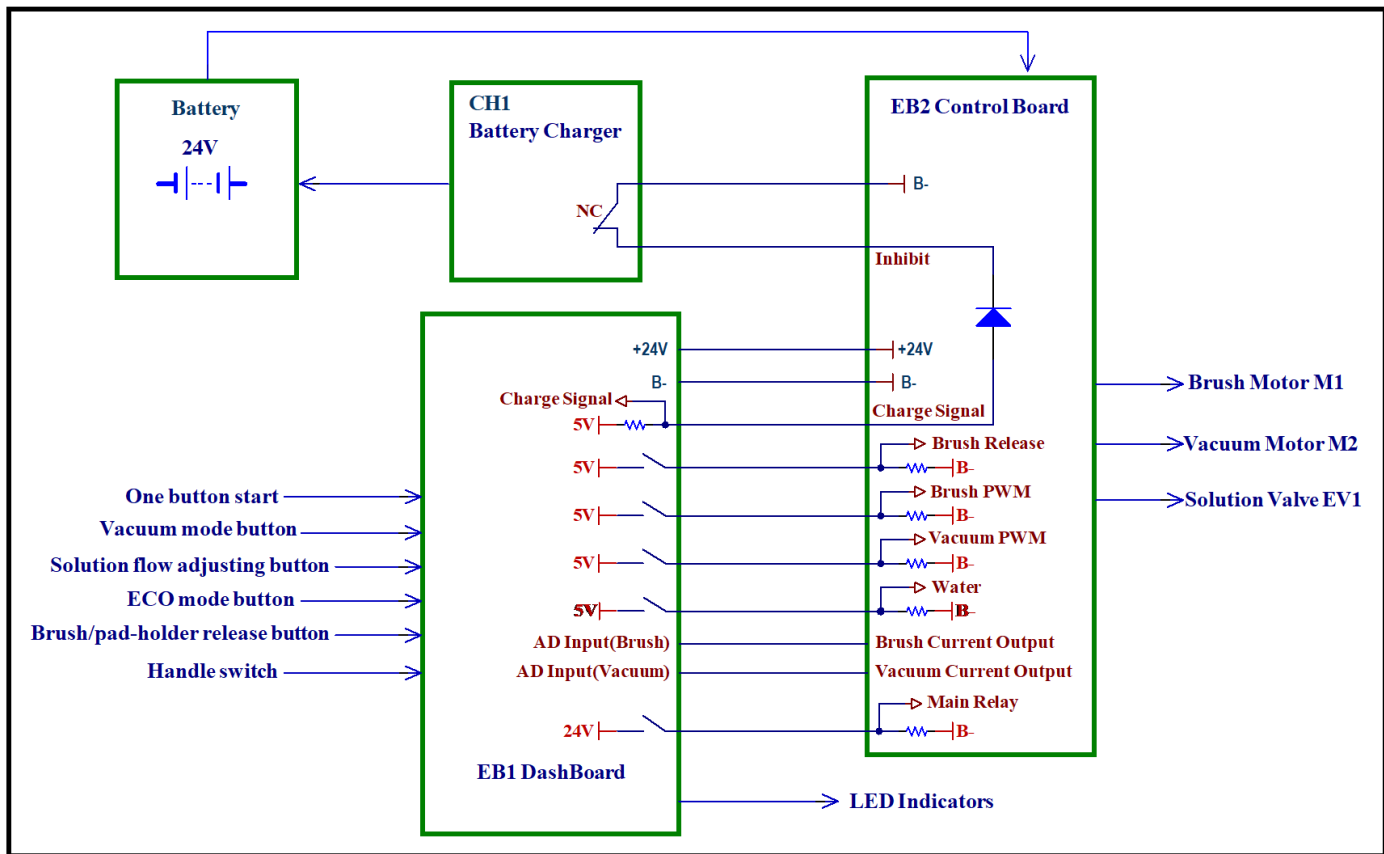 Battery
24V
CH1
Battery Charger
NC
EB2 Control Board
B-
Inhibit
+24V
+24V
B-
B-
Charge Signal
Charge Signal
5V
5V
Brush Release
B-
5V
Brush PWM
B-
5V
Vacuum PWM
B-
5V
Water
B-
AD Input(Brush)
Brush Current Output
AD Input(Vacuum)
Vacuum Current Output
24V
Main Relay
B-
EB1 DashBoard
One button start
Vacuum mode button
Solution flow adjusting button
ECO mode button
Brush/pad-holder release button
Handle switch
Brush Motor M1
Vacuum Motor M2
Solution Valve EV1
LED Indicators